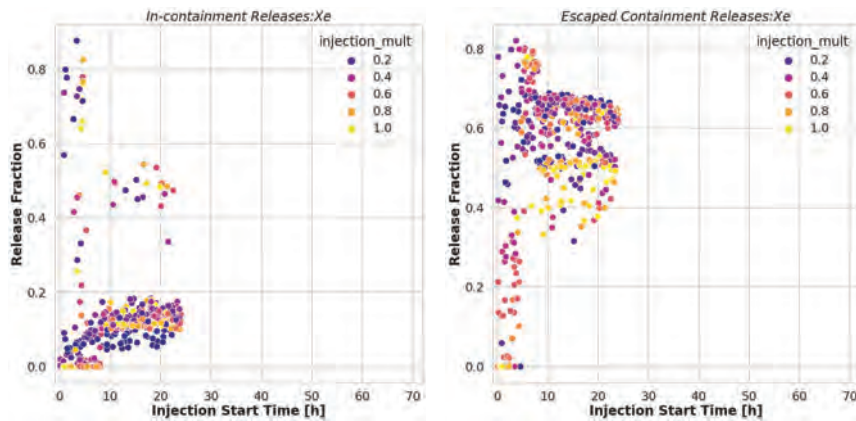 In-containment Releases:Xe
injection_mult
0.2
0.4
0.6
0.8
1.0
Release Fraction
0.8
0.6
0.4
0.2
0.0
0 10 20 30 40 50 60 70
Injection Start Time [h]
Escaped Containment Releases:Xe
injection_mult
0.2
0.4
0.6
0.8
1.0
Release Fraction
0.8
0.6
0.4
0.2
0.0
0 10 20 30 40 50 60 70
Injection Start Time [h]